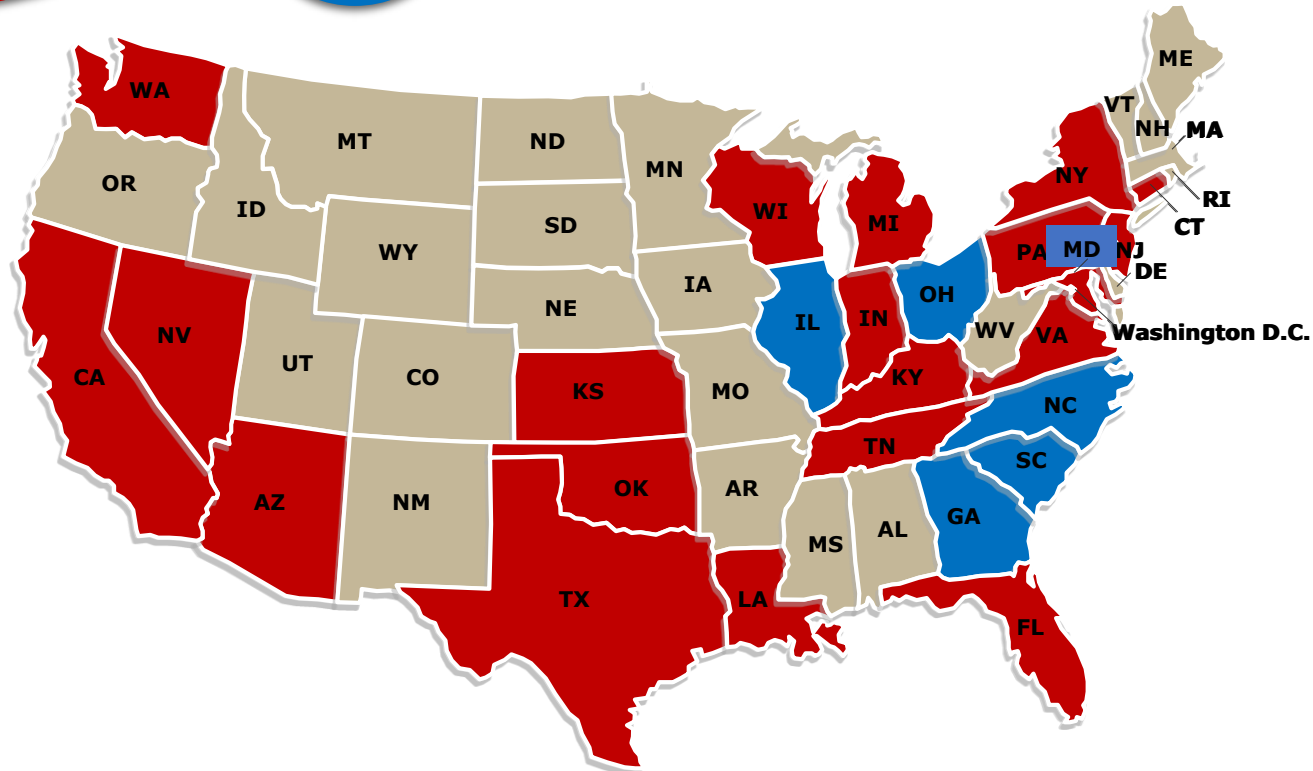 ME
WA
VT
NH
MA
MT
ND
MN
OR
NY
RI
ID
WI
MI
CT
SD
WY
PA
MD
NJ
DE
IA
OH
NE
IL
IN
WV
VA
Washington D.C.
NV
UT
CO
CA
KS
MO
KY
NC
TN
SC
AZ
NM
OK
AR
GA
MS
AL
TX
LA
FL